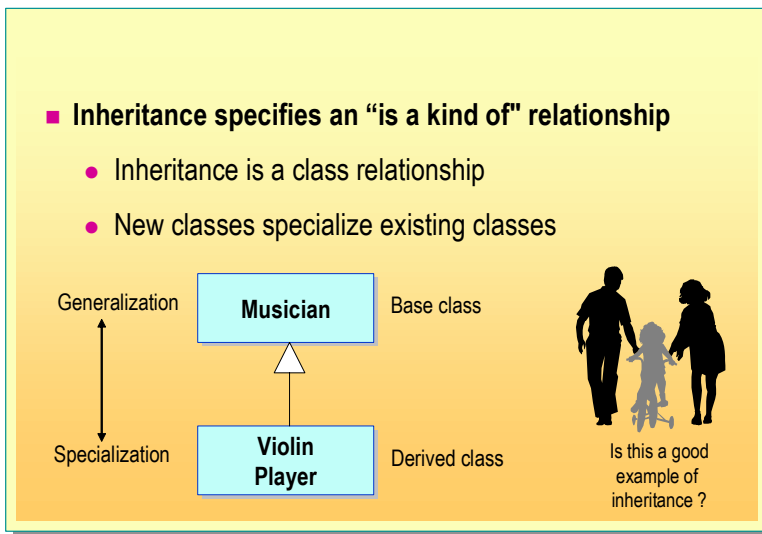 Inheritance specifies an “is a kind of" relationship
Inheritance is a class relationship
New classes specialize existing classes
Generalization
Musician
Base class
Specialization
Violin
Player
Derived class
Is this a good
example of
inheritance ?